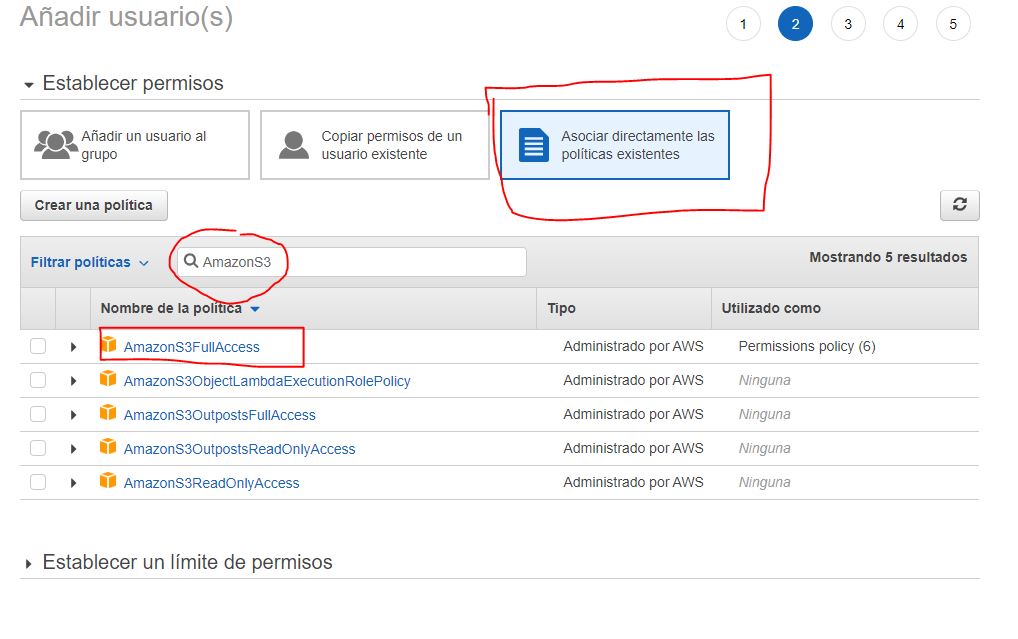 Añadir usuario(s)
1 2 3 4 5
Establecer permisos
Añadir un usuario al
grupo
Copiar permisos de un
usuario existente
Asociar directamente las
políticas existentes
Crear una política
Filtrar políticas
AmazonS3
Mostrando 5 resultados
Nombre de la política Tipo Utilizado como
AmazonS3FullAccess Administrado por AWS Permissions policy (6)
AmazonS3ObjectLambdaExecutionRolePolicy Administrado por AWS Ninguna
AmazonS3OutpostsFullAccess Administrado por AWS Ninguna
AmazonS3OutpostsReadOnlyAccess Administrado por AWS Ninguna
AmazonS3ReadOnlyAccess Administrado por AWS Ninguna
Establecer un límite de permisos